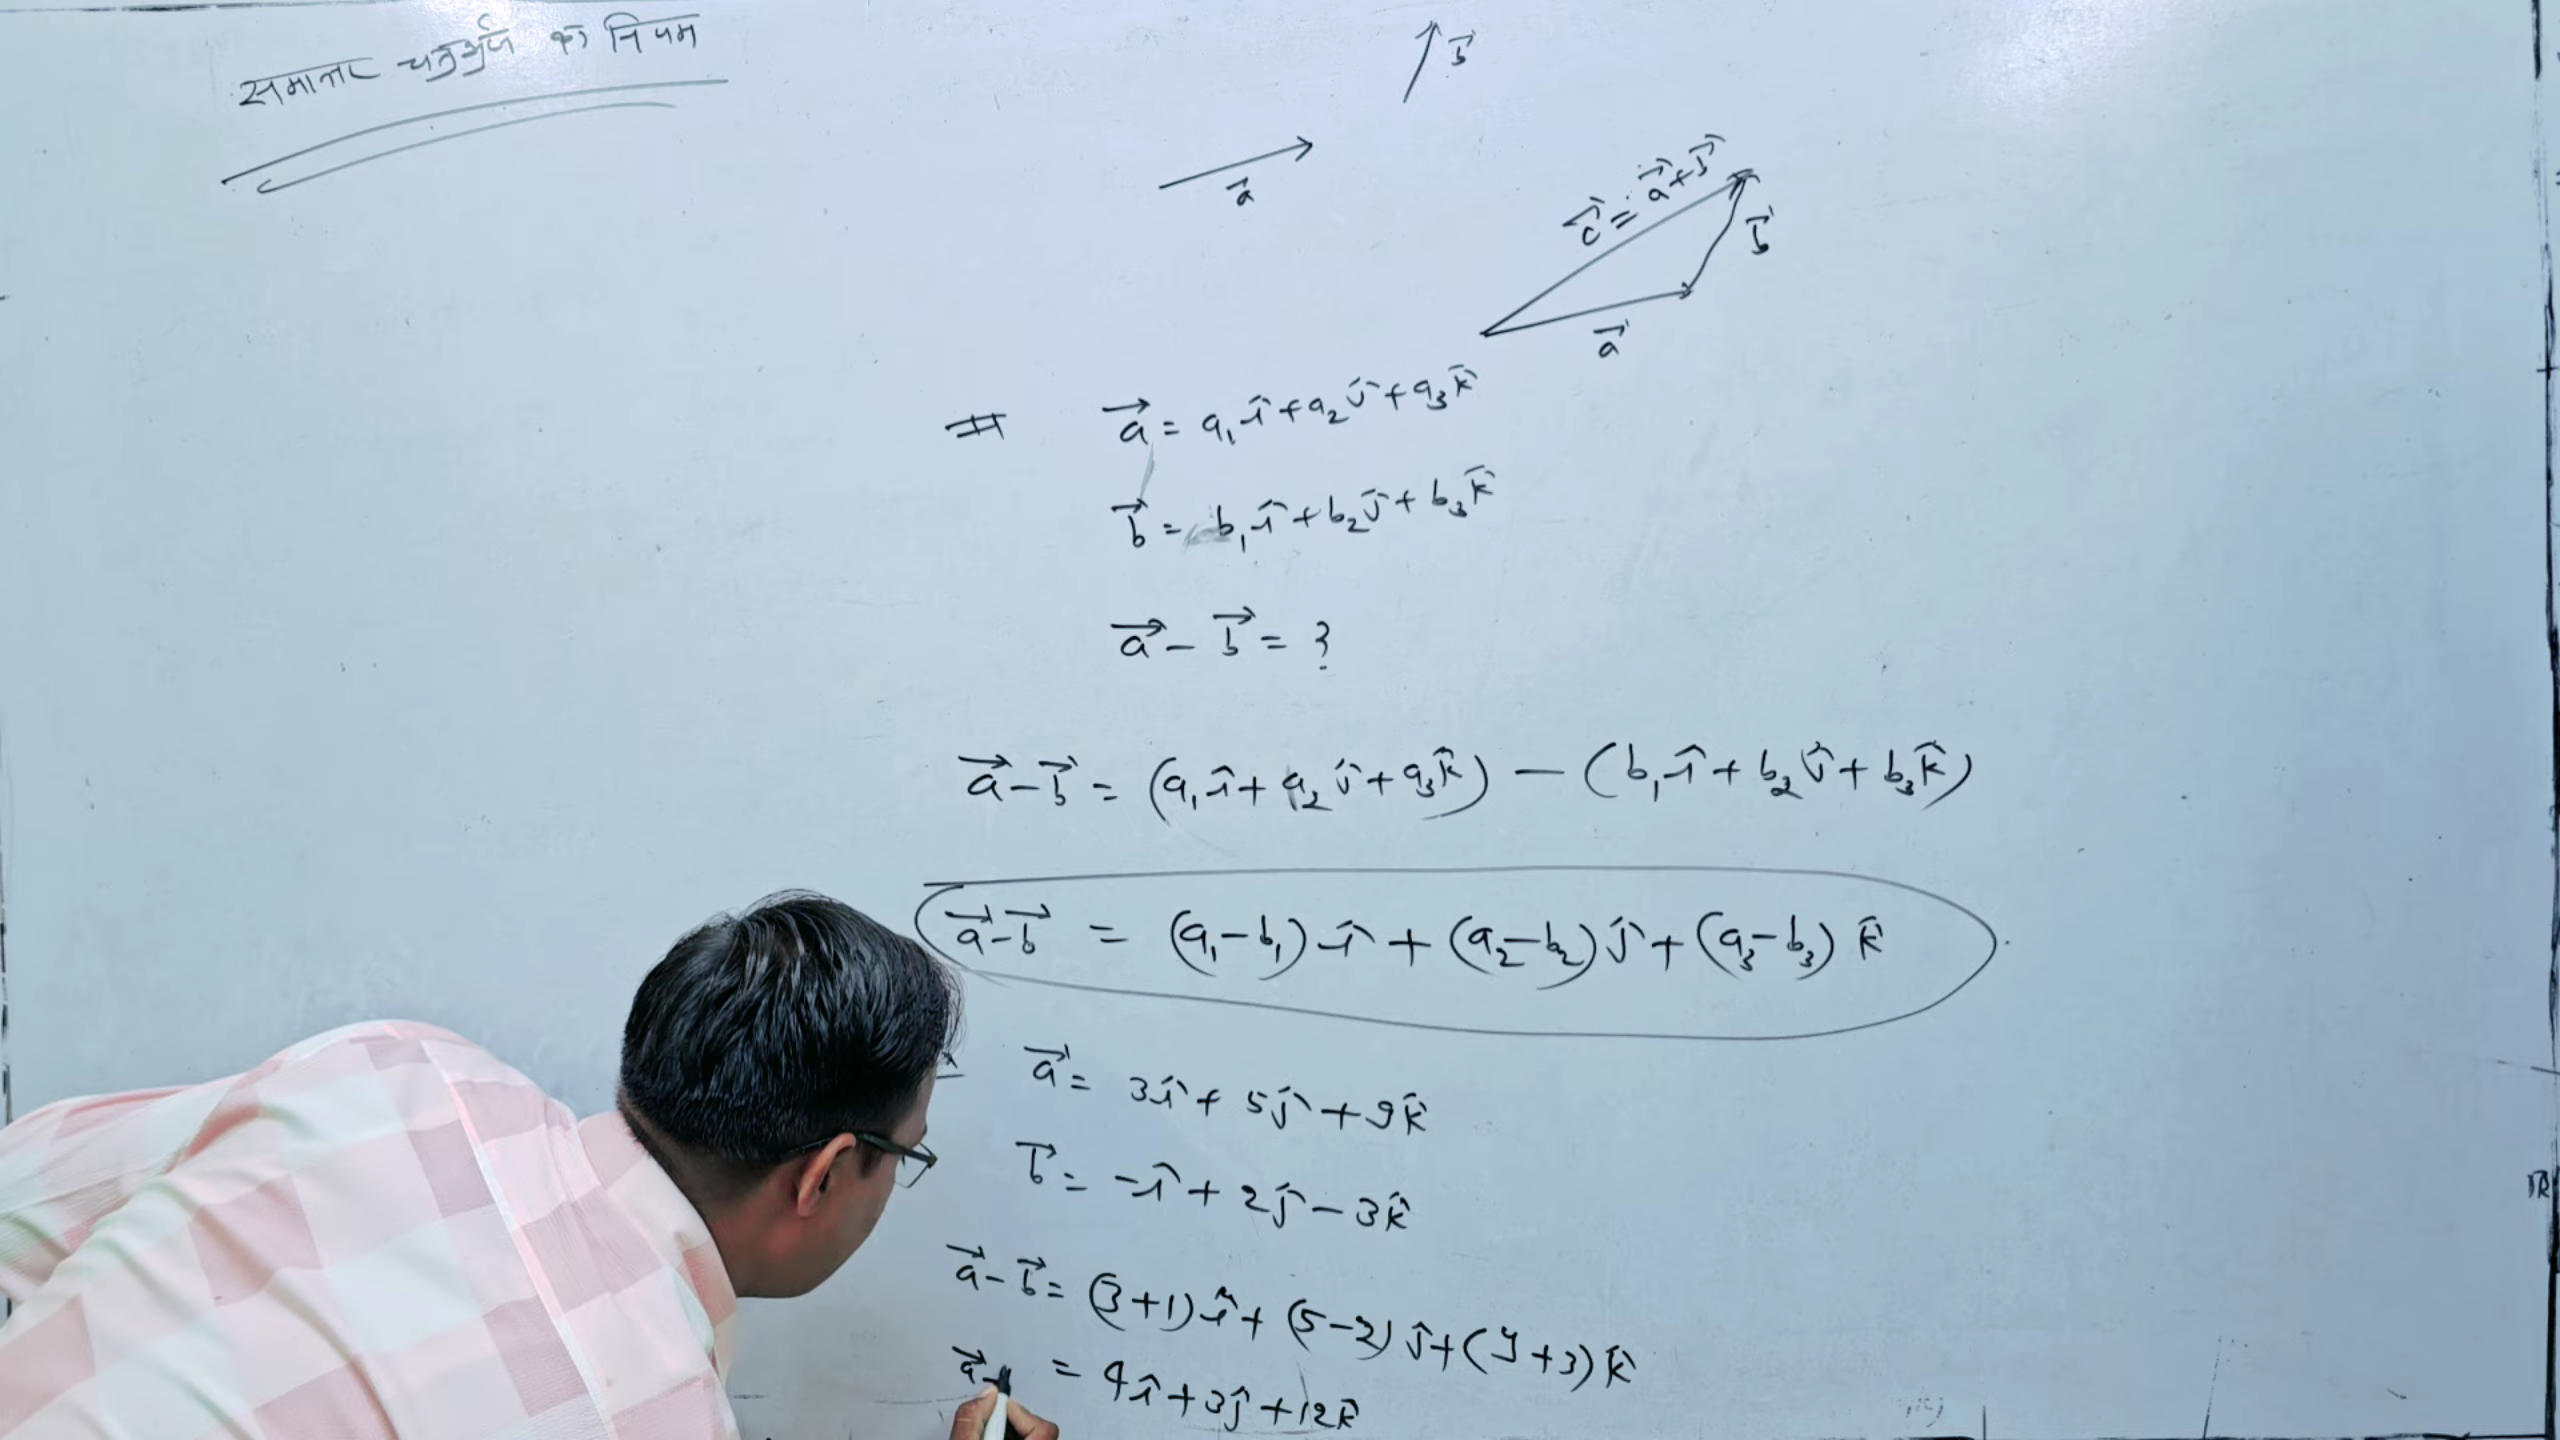 समान्तर चतुर्भुज का नियम
b⃗
a⃗
c⃗ = a⃗ + b⃗
b⃗
a⃗
# a⃗ = a₁î + a₂ĵ + a₃k̂
b⃗ = b₁î + b₂ĵ + b₃k̂
a⃗ - b⃗ = ?
a⃗ - b⃗ = (a₁î + a₂ĵ + a₃k̂) - (b₁î + b₂ĵ + b₃k̂)
a⃗ - b⃗ = (a₁ - b₁)î + (a₂ - b₂)ĵ + (a₃ - b₃)k̂
a⃗ = 3î + 5ĵ + 9k̂
b⃗ = -î + 2ĵ - 3k̂
a⃗ - b⃗ = (3+1)î + (5-2)ĵ + (9+3)k̂
a⃗ - = 4î + 3ĵ + 12k̂